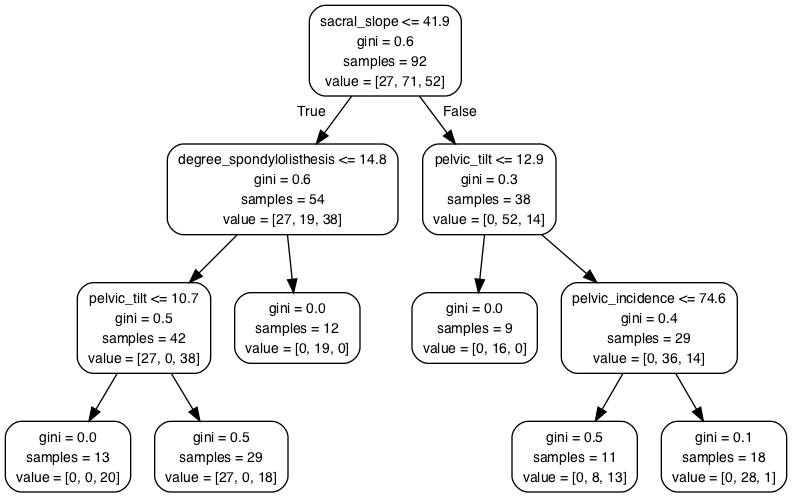 sacral_slope <= 41.9
gini = 0.6
samples = 92
value = [27, 71, 52]
True
False
degree_spondylolisthesis <= 14.8
gini = 0.6
samples = 54
value = [27, 19, 38]
pelvic_tilt <= 12.9
gini = 0.3
samples = 38
value = [0, 52, 14]
pelvic_tilt <= 10.7
gini = 0.5
samples = 42
value = [27, 0, 38]
gini = 0.0
samples = 12
value = [0, 19, 0]
gini = 0.0
samples = 9
value = [0, 16, 0]
pelvic_incidence <= 74.6
gini = 0.4
samples = 29
value = [0, 36, 14]
gini = 0.0
samples = 13
value = [0, 0, 20]
gini = 0.5
samples = 29
value = [27, 0, 18]
gini = 0.5
samples = 11
value = [0, 8, 13]
gini = 0.1
samples = 18
value = [0, 28, 1]